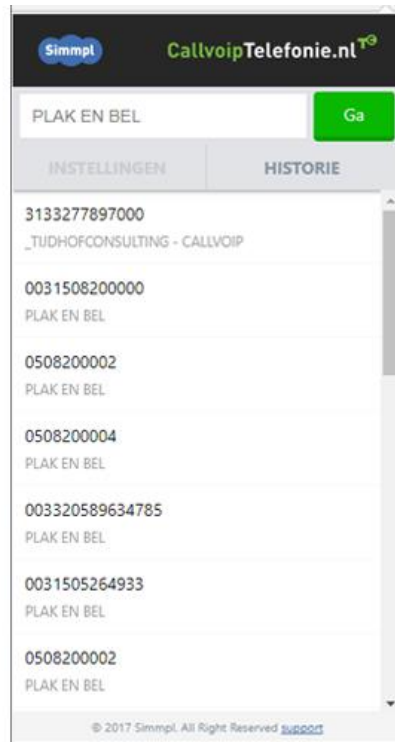 Simmpl
CallvoipTelefonie.nl TC
PLAK EN BEL
Ga
INSTELLINGEN
HISTORIE
3133277897000
_TIJDHOFCONSULTING - CALLVOIP
0031508200000
PLAK EN BEL
0508200002
PLAK EN BEL
0508200004
PLAK EN BEL
003320589634785
PLAK EN BEL
0031505264933
PLAK EN BEL
0508200002
PLAK EN BEL
© 2017 Simmpl. All Right Reserved support